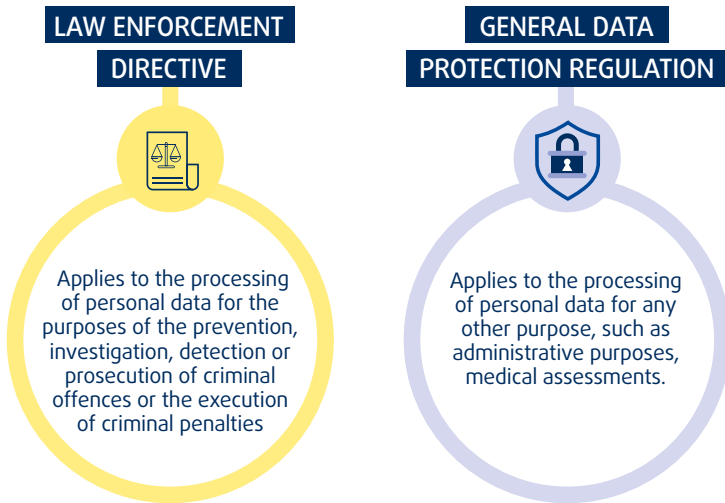 LAW ENFORCEMENT
DIRECTIVE
Applies to the processing
of personal data for the
purposes of the prevention,
investigation, detection or
prosecution of criminal
offences or the execution
of criminal penalties
GENERAL DATA
PROTECTION REGULATION
Applies to the processing
of personal data for any
other purpose, such as
administrative purposes,
medical assessments.